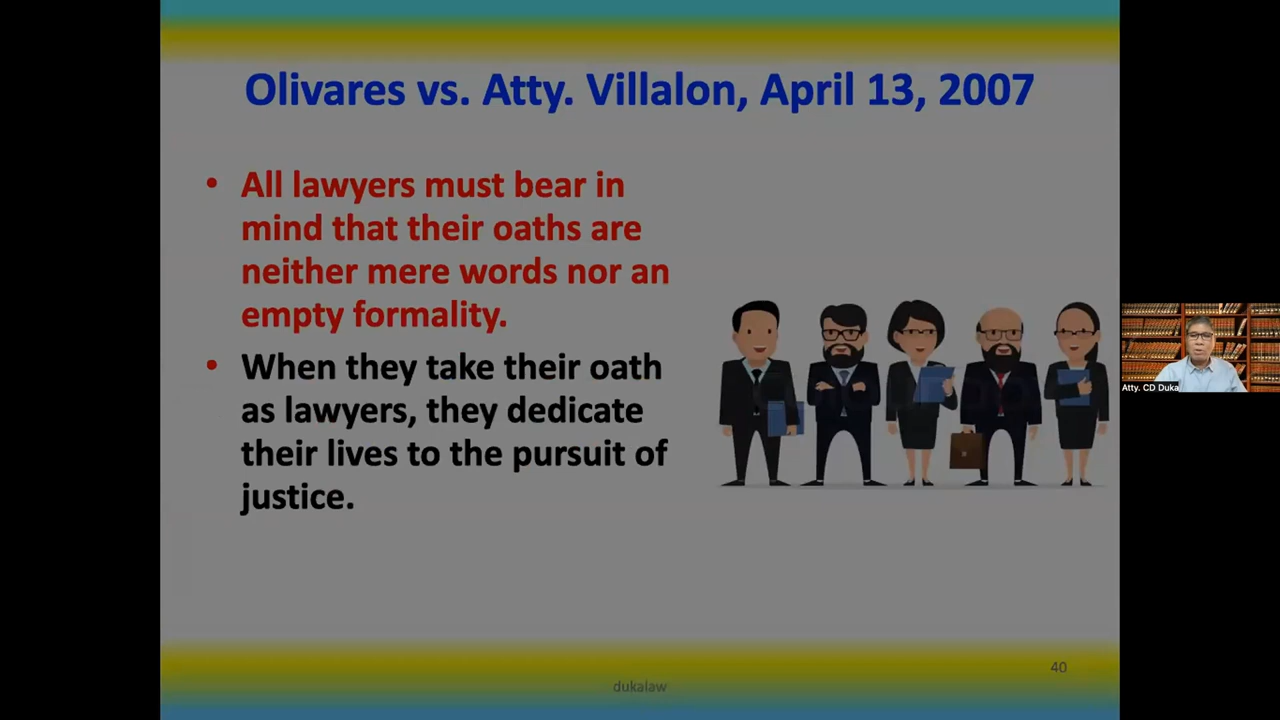 Olivares vs. Atty. Villalon, April 13, 2007
• All lawyers must bear in
mind that their oaths are
neither mere words nor an
empty formality.
• When they take their oath
as lawyers, they dedicate
their lives to the pursuit of
justice.
Atty. CD Duka
40
dukalaw